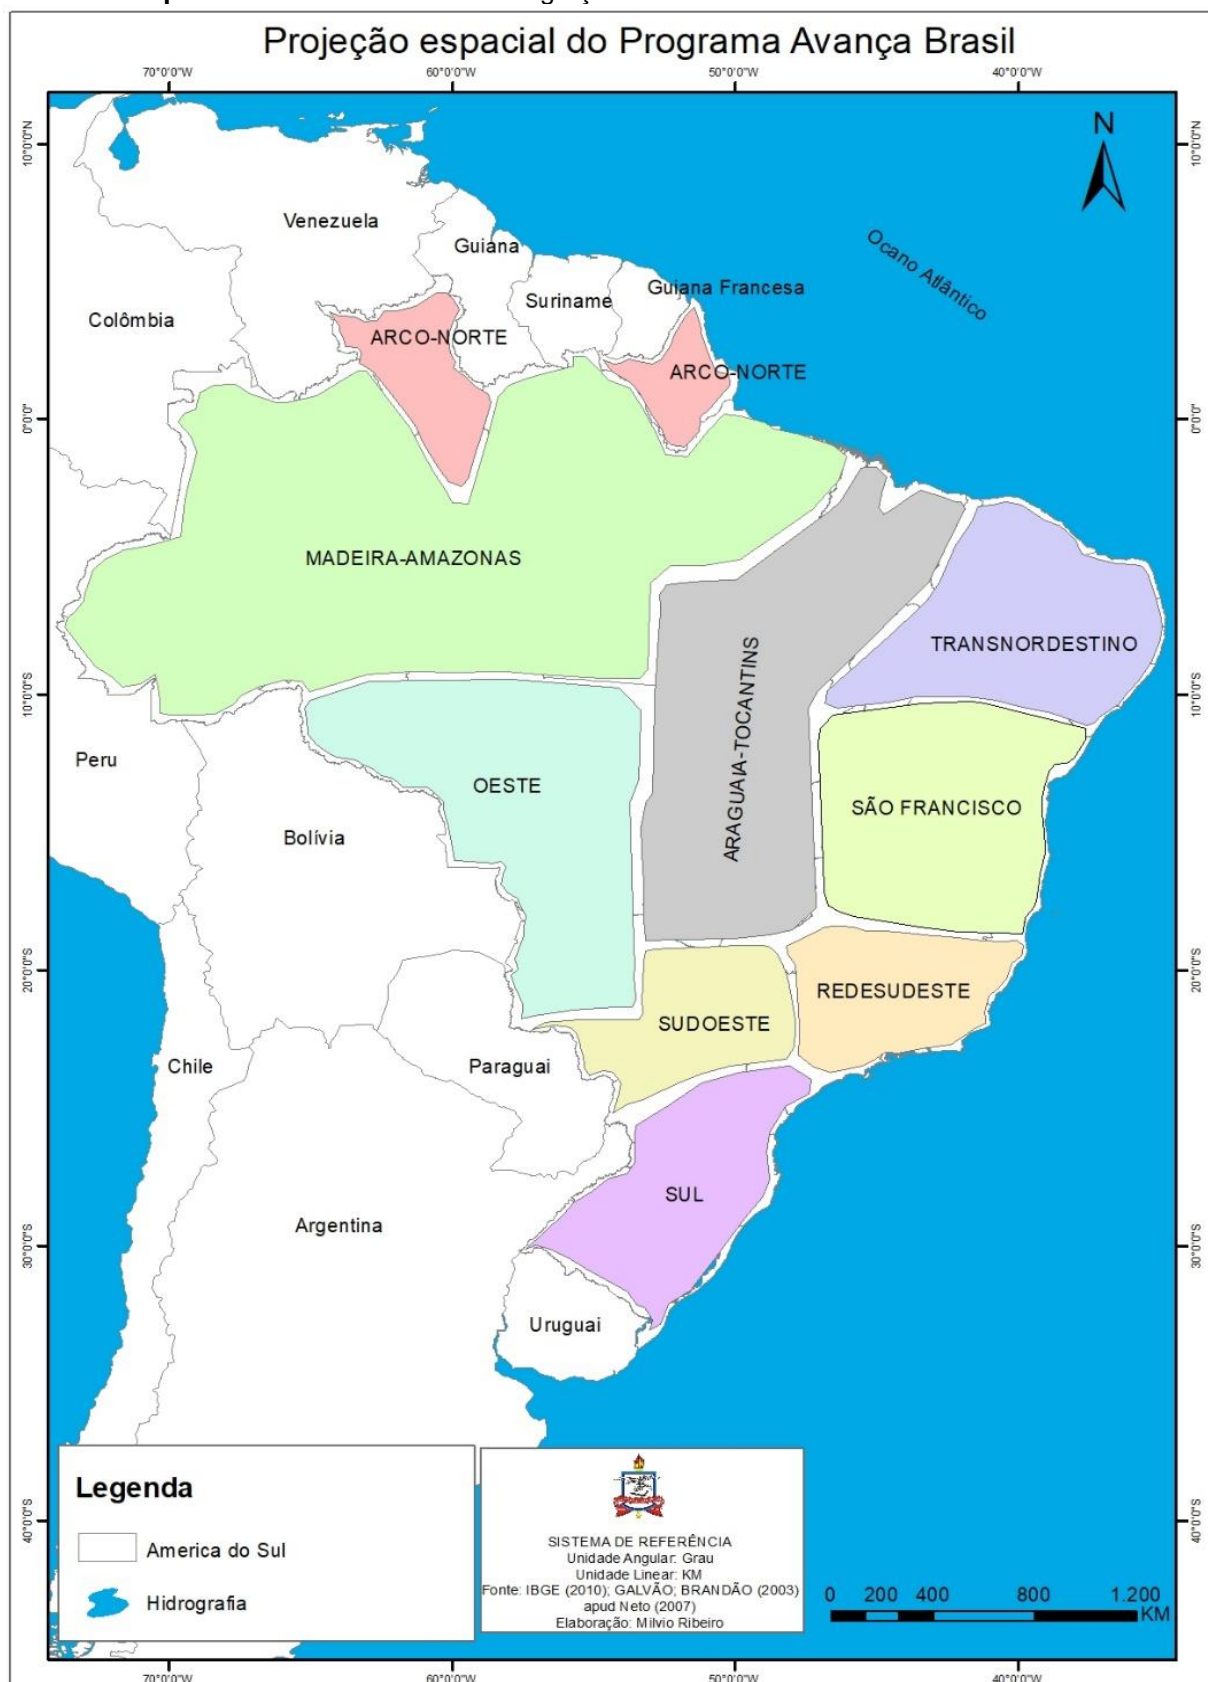 Projeção espacial do Programa Avança Brasil
70°0'0"W 60°0'0"W 50°0'0"W 40°0'0"W
N
10°0'0"N 10°0'0"N
Venezuela
Guiana
Ocano Atlântico
Suriname
Guiana Francesa
Colômbia
ARCO-NORTE
ARCO-NORTE
0°0'0" 0°0'0"
MADEIRA-AMAZONAS
TRANSNORDESTINO
10°0'0"S 10°0'0"S
ARAGUAIA-TOCANTINS
Peru
OESTE
SÃO FRANCISCO
Bolívia
20°0'0"S 20°0'0"S
REDESUDESTE
SUDOESTE
Chile
Paraguai
SUL
Argentina
30°0'0"S 30°0'0"S
Uruguai
Legenda
America do Sul
Hidrografia
SISTEMA DE REFERÊNCIA
Unidade Angular: Grau
Unidade Linear: KM
Fonte: IBGE (2010); GALVÃO; BRANDÃO (2003)
apud Neto (2007)
Elaboração: Milvio Ribeiro
40°0'0"S 40°0'0"S
0 200 400 800 1.200
KM
70°0'0"W 60°0'0"W 50°0'0"W 40°0'0"W